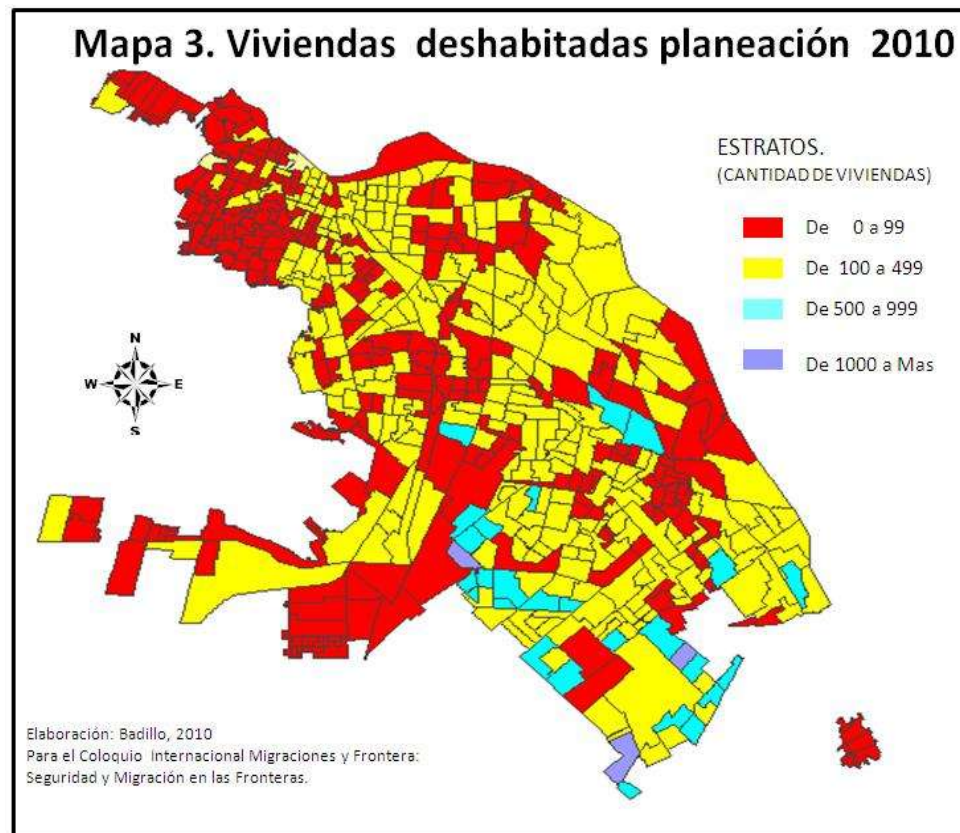 Mapa 3. Viviendas deshabitadas planeación 2010
ESTRATOS.
(CANTIDAD DE VIVIENDAS)
De 0 a 99
De 100 a 499
De 500 a 999
De 1000 a Mas
N
W E
S
Elaboración: Badillo, 2010
Para el Coloquio Internacional Migraciones y Frontera:
Seguridad y Migración en las Fronteras.